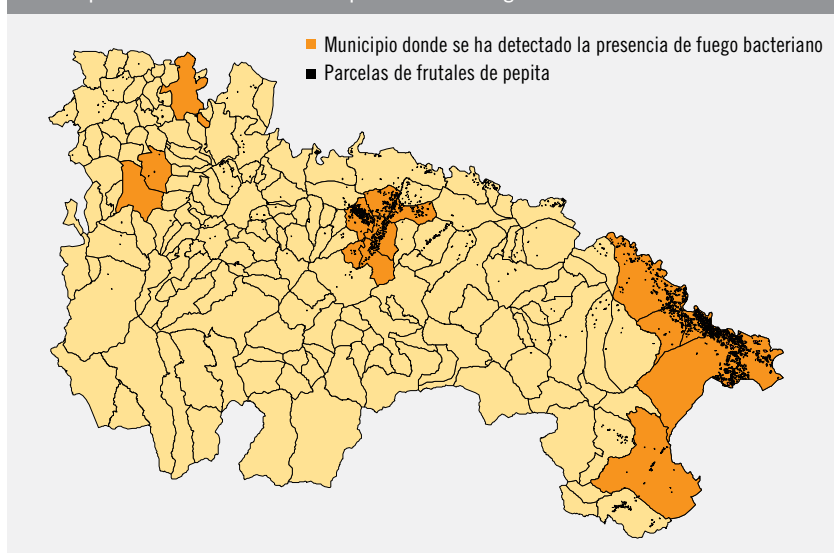 Municipio donde se ha detectado la presencia de fuego bacteriano
Parcelas de frutales de pepita